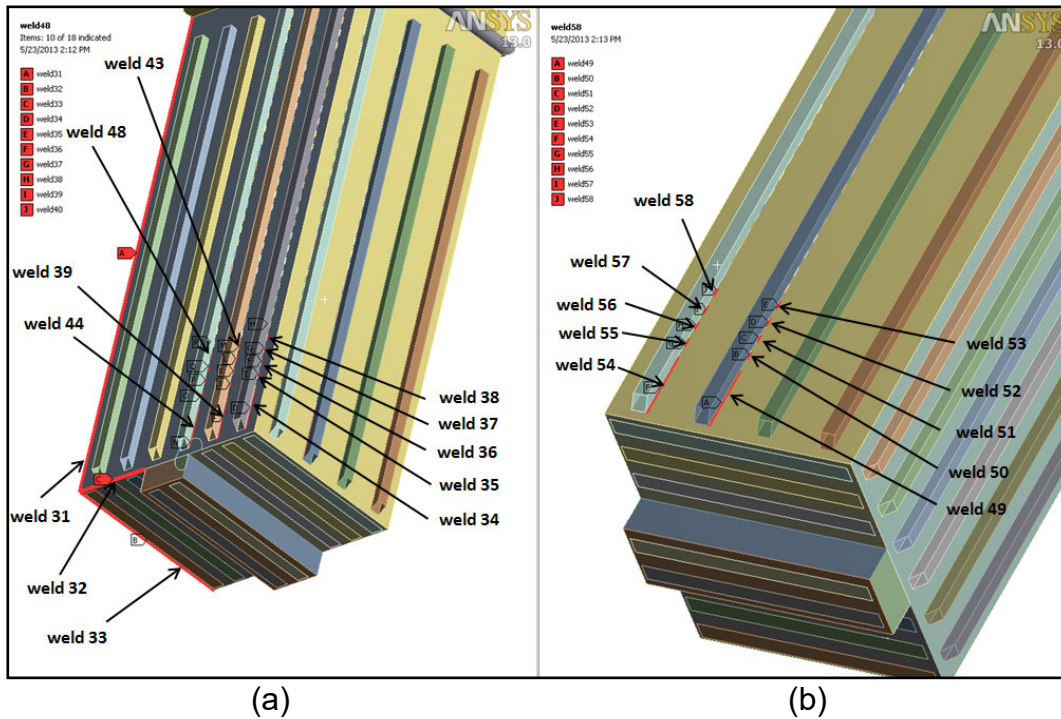 weld48
Items: 10 of 18 indicated
5/23/2013 2:12 PM
A weld31
B weld32
C weld33
D weld34
E weld35
F weld36
G weld37
H weld38
I weld39
J weld40
ANSYS
13.0
weld 43
weld 48
weld 39
weld 44
weld 31
weld 32
weld 33
weld 38
weld 37
weld 36
weld 35
weld 34
A
C
B
H
D
(a)
weld58
5/23/2013 2:13 PM
A weld49
B weld50
C weld51
D weld52
E weld53
F weld54
G weld55
H weld56
I weld57
J weld58
ANSYS
13.0
weld 58
weld 57
weld 56
weld 55
weld 54
weld 53
weld 52
weld 51
weld 50
weld 49
E
D
C
B
A
F
(b)